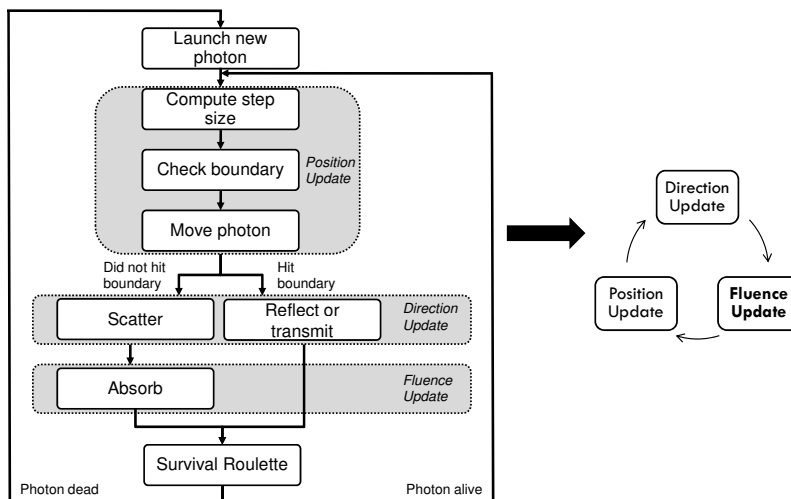 Launch new
photon
Compute step
size
Check boundary
Position
Update
Move photon
Did not hit
boundary
Hit
boundary
Scatter
Reflect or
transmit
Direction
Update
Absorb
Fluence
Update
Survival Roulette
Photon dead
Photon alive
Direction
Update
Position
Update
Fluence
Update